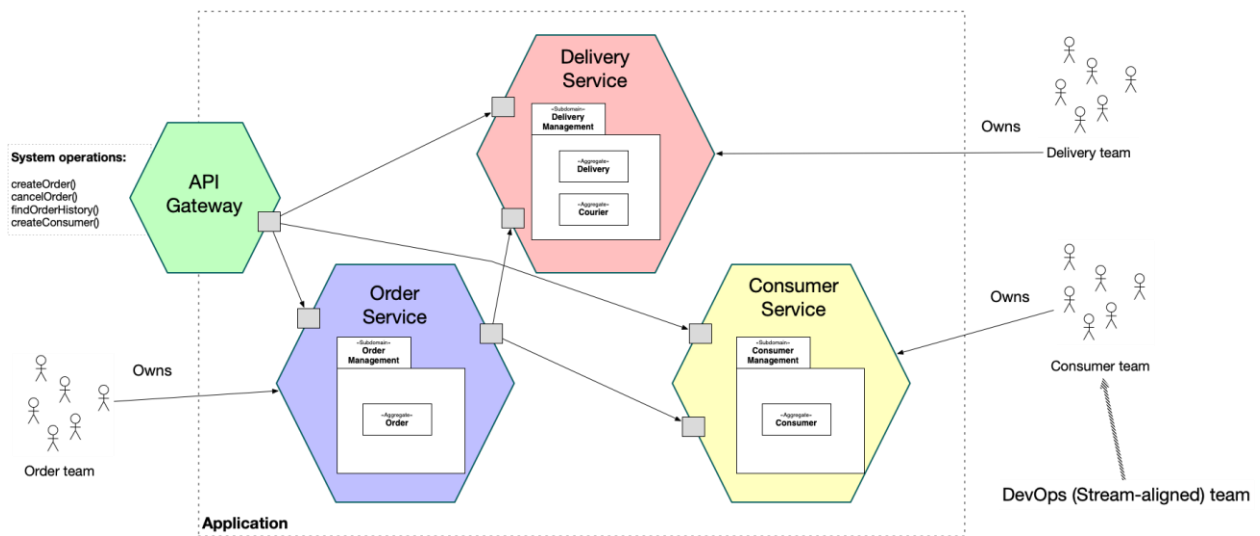 System operations:
createOrder()
cancelOrder()
findOrderHistory()
createConsumer()
API
Gateway
Delivery
Service
«Subdomain»
Delivery
Management
«Aggregate»
Delivery
«Aggregate»
Courier
Owns
Delivery team
Order
Service
«Subdomain»
Order
Management
«Aggregate»
Order
Owns
Order team
Consumer
Service
«Subdomain»
Consumer
Management
«Aggregate»
Consumer
Owns
Consumer team
DevOps (Stream-aligned) team
Application